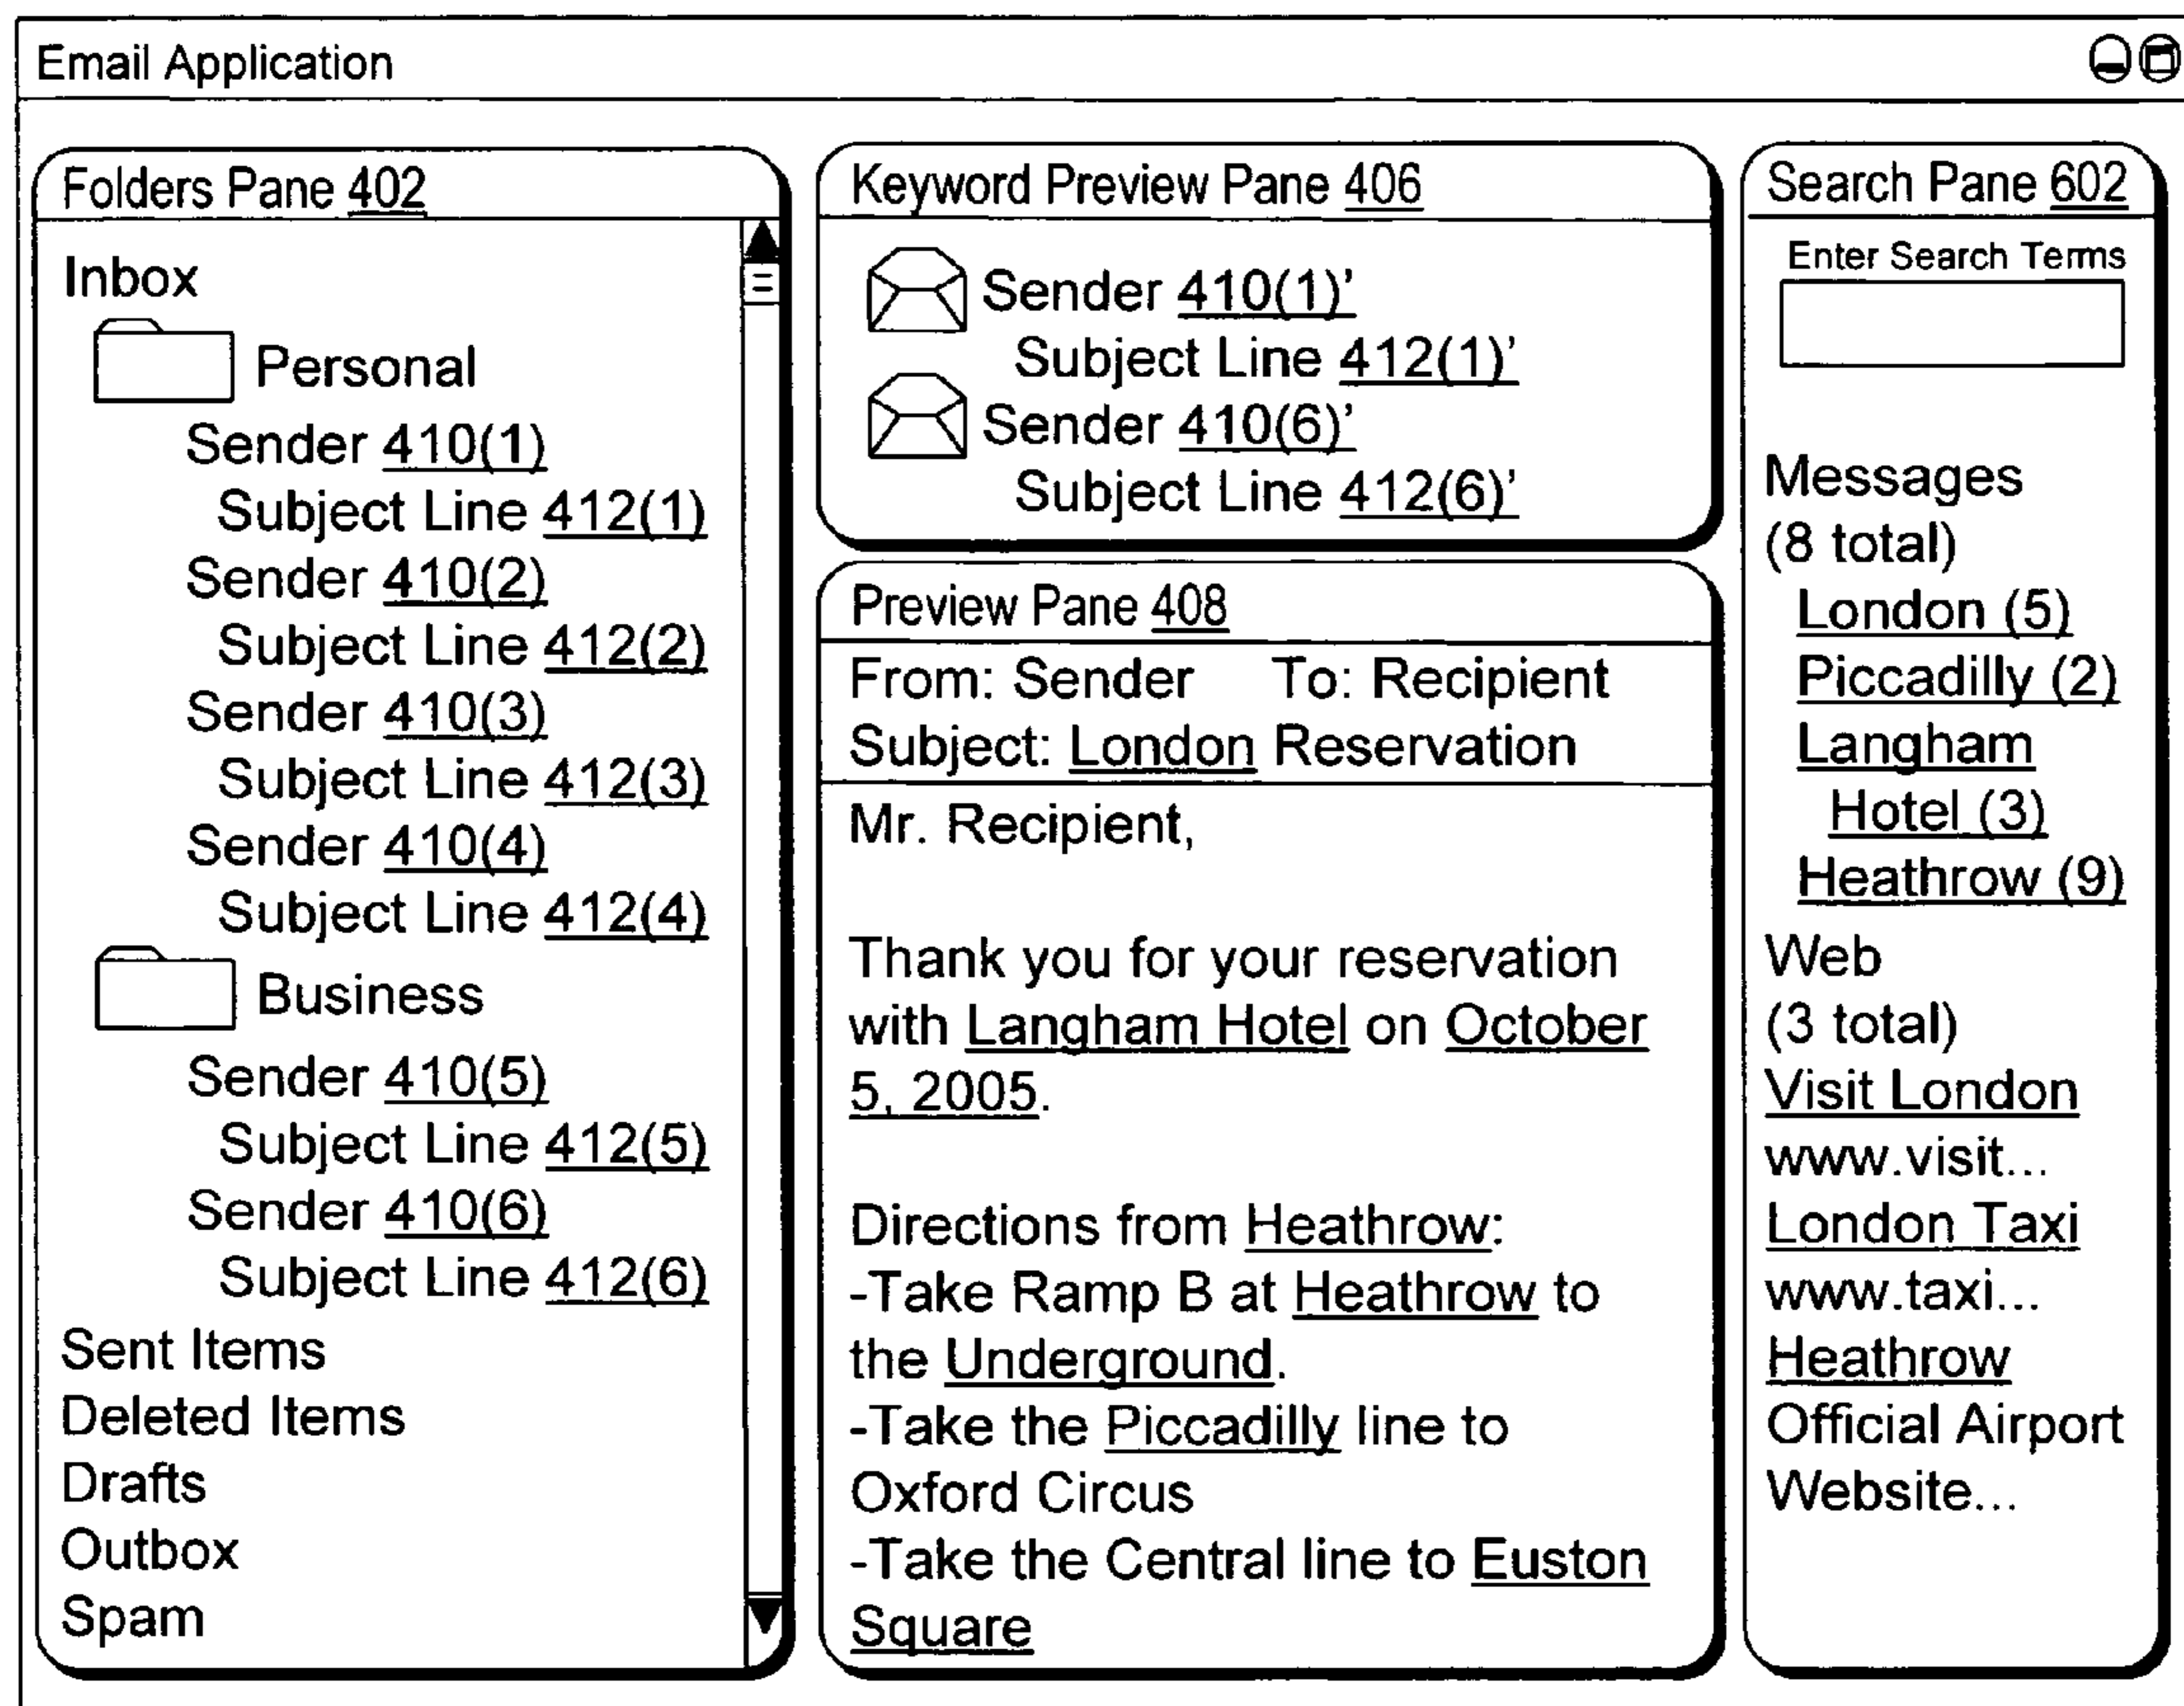 Email Application
Folders Pane 402
Inbox
Personal
Sender 410(1)
Subject Line 412(1)
Sender 410(2)
Subject Line 412(2)
Sender 410(3)
Subject Line 412(3)
Sender 410(4)
Subject Line 412(4)
Business
Sender 410(5)
Subject Line 412(5)
Sender 410(6)
Subject Line 412(6)
Sent Items
Deleted Items
Drafts
Outbox
Spam
Keyword Preview Pane 406
Sender 410(1)’
Subject Line 412(1)’
Sender 410(6)’
Subject Line 412(6)’
Preview Pane 408
From: Sender To: Recipient
Subject: London Reservation
Mr. Recipient,
Thank you for your reservation
with Langham Hotel on October
5, 2005.
Directions from Heathrow:
-Take Ramp B at Heathrow to
the Underground.
-Take the Piccadilly line to
Oxford Circus
-Take the Central line to Euston
Square
Search Pane 602
Enter Search Terms
Messages
(8 total)
London (5)
Piccadilly (2)
Langham
Hotel (3)
Heathrow (9)
Web
(3 total)
Visit London
www.visit...
London Taxi
www.taxi...
Heathrow
Official Airport
Website...